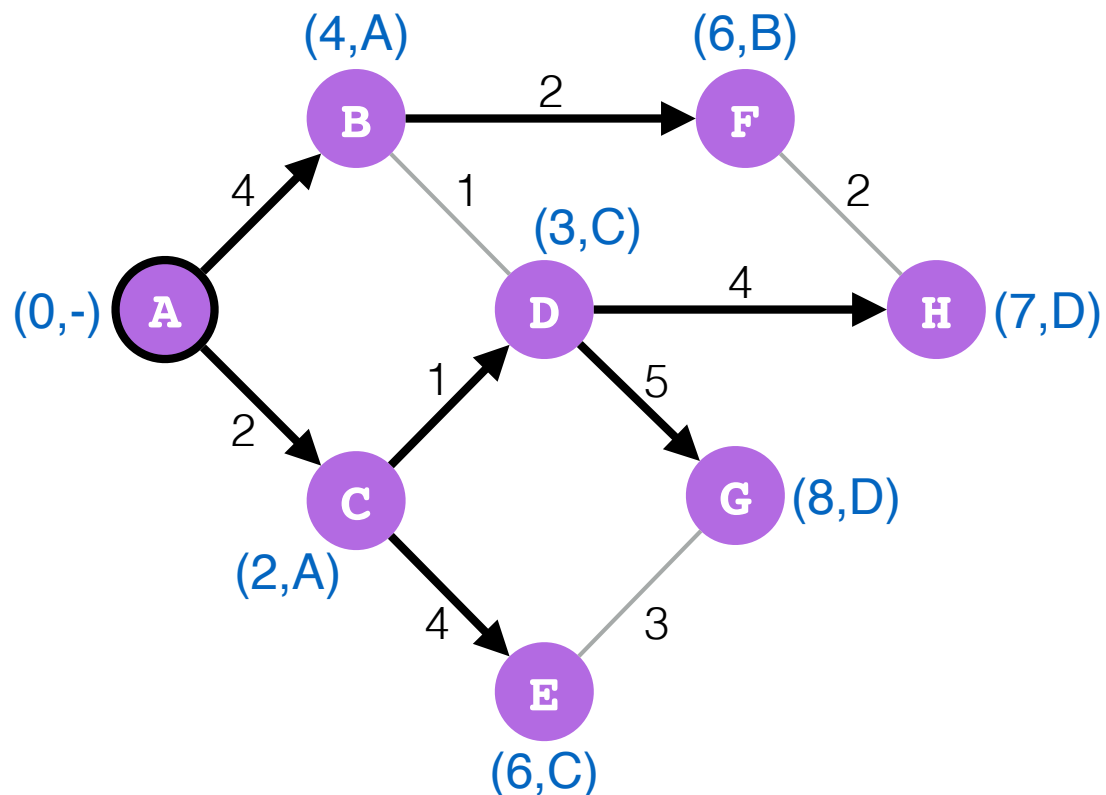 (4,A)
(6,B)
B
2
F
4
1
2
(3,C)
(0,-)
A
D
4
H
(7,D)
2
1
5
C
G
(8,D)
(2,A)
4
3
E
(6,C)